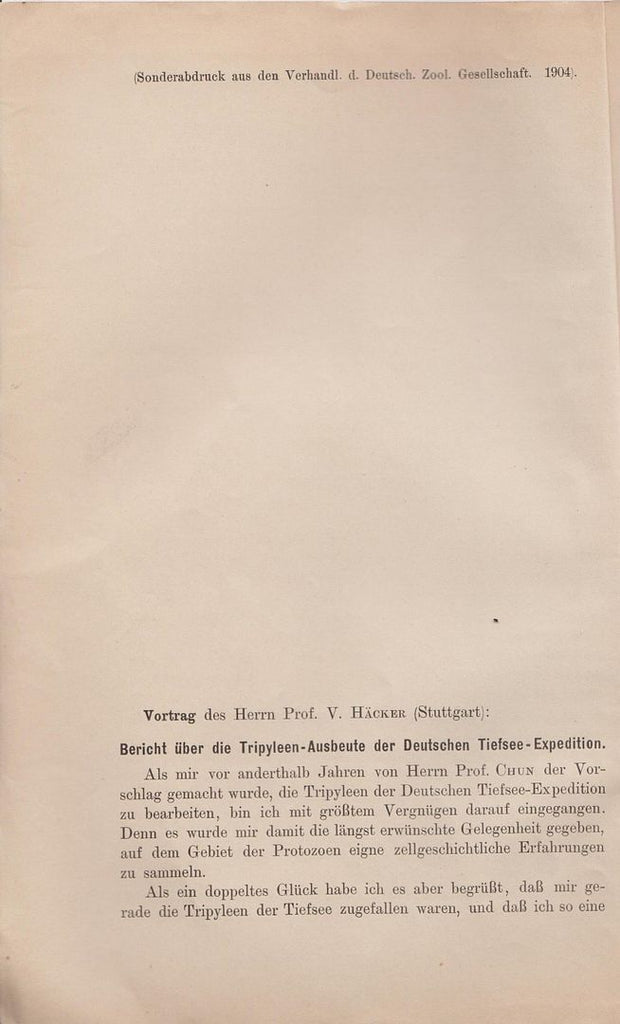 (Sonderabdruck aus den Verhandl. d. Deutsch. Zool. Gesellschaft. 1904).
Vortrag des Herrn Prof. V. Häcker (Stuttgart):
Bericht über die Tripyleen-Ausbeute der Deutschen Tiefsee-Expedition.
Als mir vor anderthalb Jahren von Herrn Prof. Chun der Vor-
schlag gemacht wurde, die Tripyleen der Deutschen Tiefsee-Expedition
zu bearbeiten, bin ich mit größtem Vergnügen darauf eingegangen.
Denn es wurde mir damit die längst erwünschte Gelegenheit gegeben,
auf dem Gebiet der Protozoen eigne zellgeschichtliche Erfahrungen
zu sammeln.
Als ein doppeltes Glück habe ich es aber begrüßt, daß mir ge-
rade die Tripyleen der Tiefsee zugefallen waren, und daß ich so eine